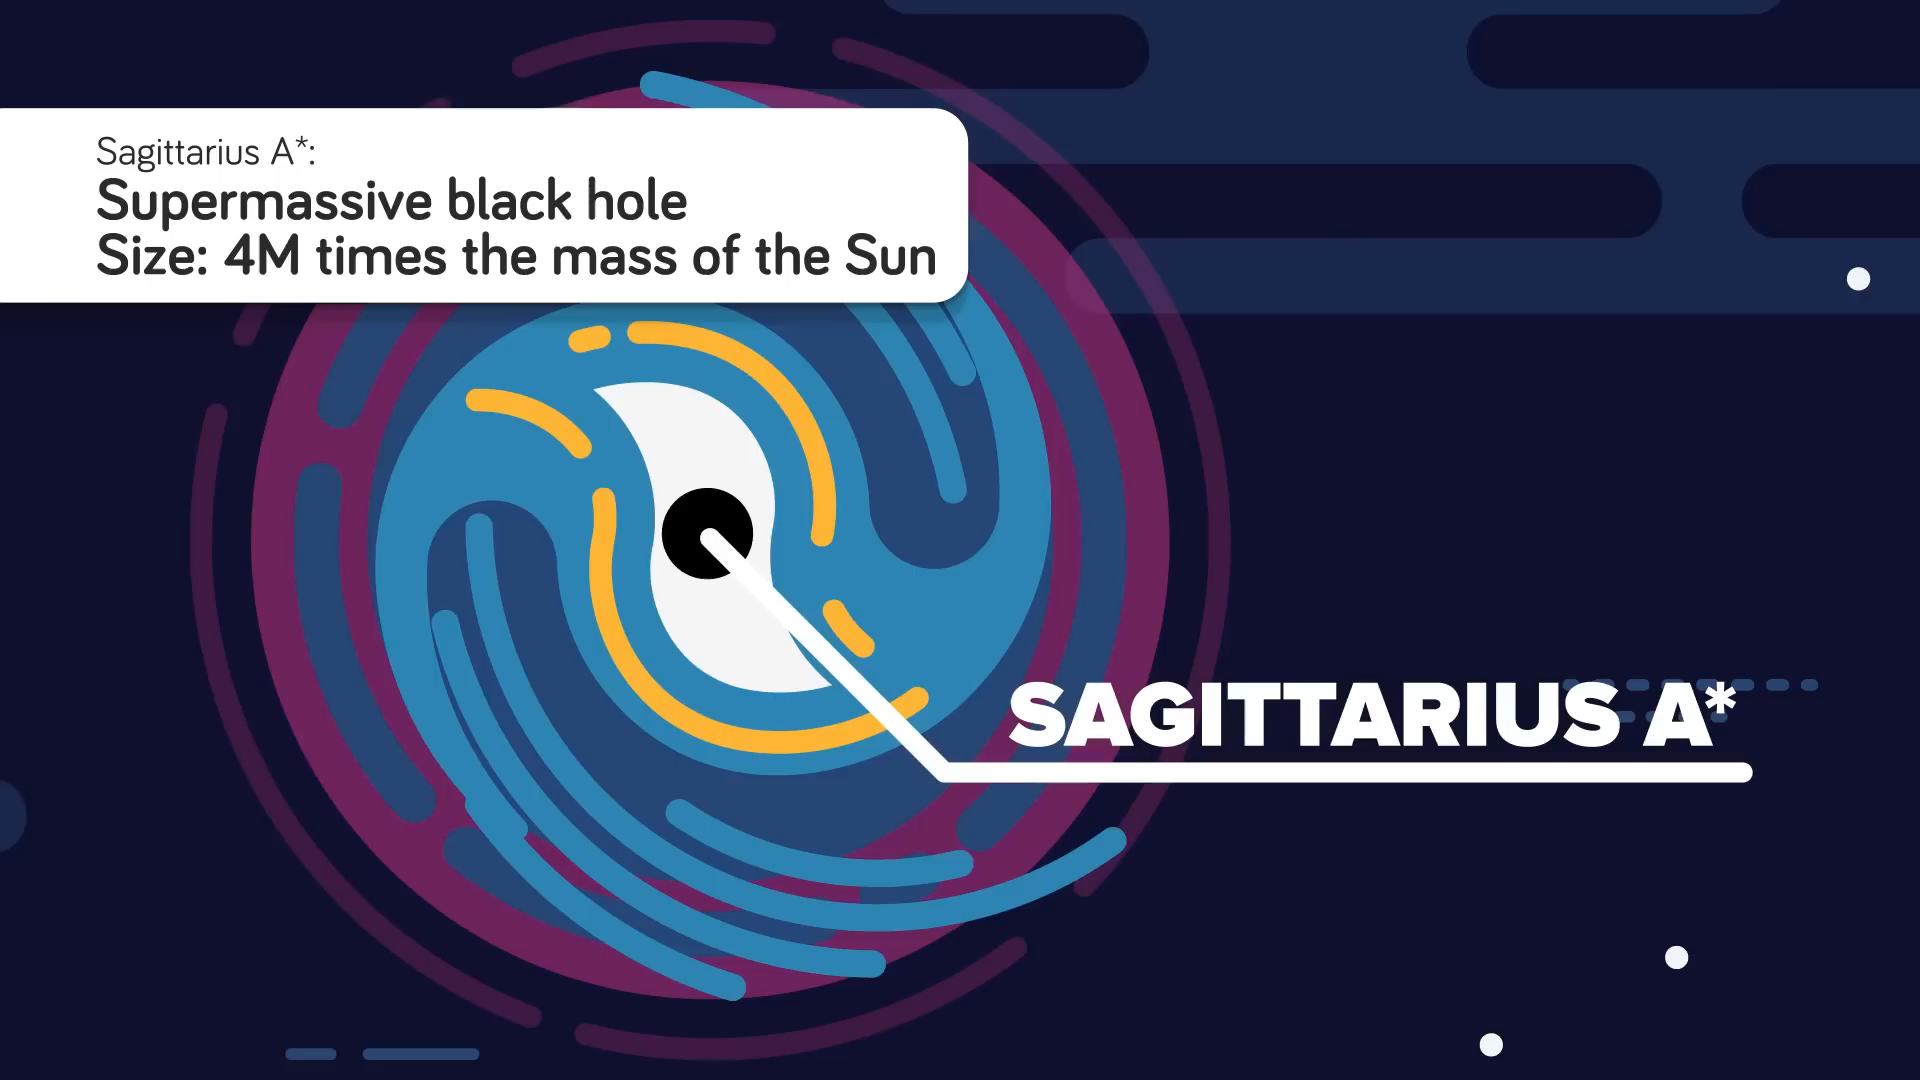 Sagittarius A*:
Supermassive black hole
Size: 4M times the mass of the Sun
SAGITTARIUS A*